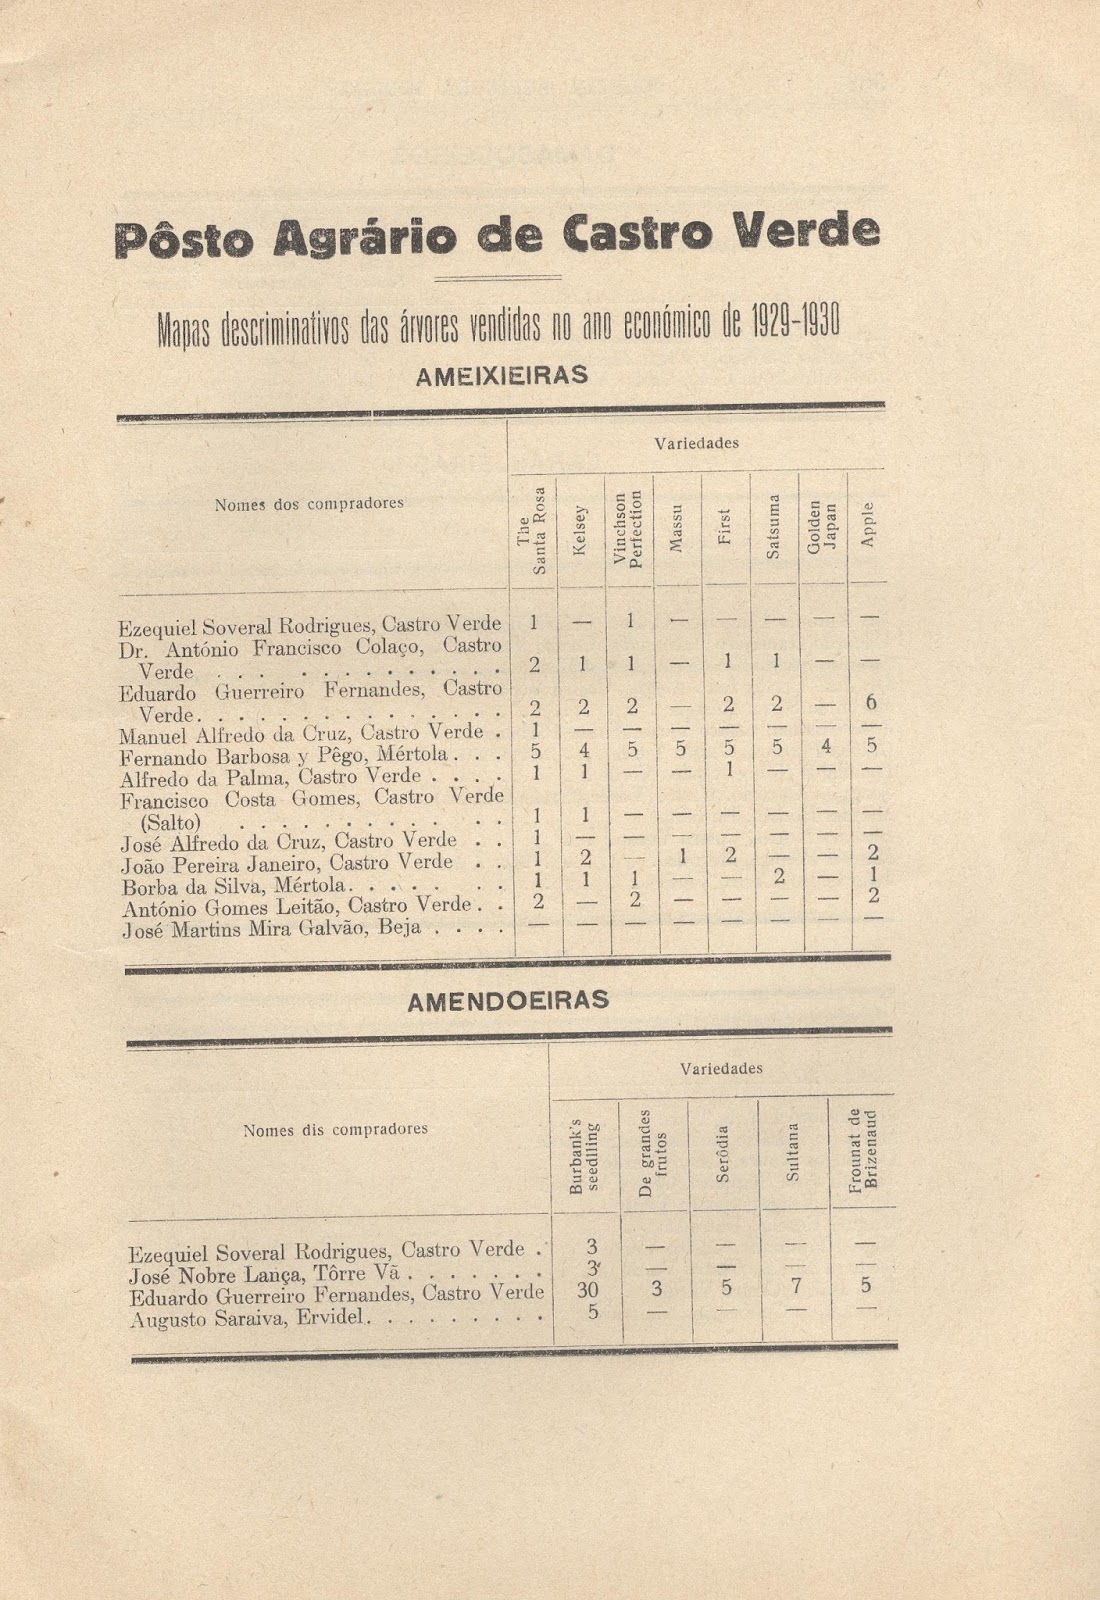 Pôsto Agrário de Castro Verde
Mapas descriminativos das árvores vendidas no ano económico de 1929-1930
AMEIXIEIRAS
Nomes dos compradores
Variedades
The Santa Rosa
Kelsey
Vinchson Perfection
Massu
First
Satsuma
Golden Japan
Apple
Ezequiel Soveral Rodrigues, Castro Verde 1 — 1 — — — — —
Dr. António Francisco Colaço, Castro
Verde . . . . . . . . . . . . . 2 1 1 — 1 1 — —
Eduardo Guerreiro Fernandes, Castro
Verde. . . . . . . . . . . . . . 2 2 2 — 2 2 — 6
Manuel Alfredo da Cruz, Castro Verde . 1 — — — — — — —
Fernando Barbosa y Pêgo, Mértola . . . 5 4 5 5 5 5 4 5
Alfredo da Palma, Castro Verde . . . . 1 1 — — 1 — — —
Francisco Costa Gomes, Castro Verde
(Salto) . . . . . . . . . . . . 1 1 — — — — — —
José Alfredo da Cruz, Castro Verde . . 1 — — — — — — —
João Pereira Janeiro, Castro Verde . . 1 2 — 1 2 — — 2
Borba da Silva, Mértola. . . . . . . 1 1 1 — — 2 — 1
António Gomes Leitão, Castro Verde . . 2 — 2 — — — — 2
José Martins Mira Galvão, Beja . . . . — — — — — — — —
AMENDOEIRAS
Nomes dis compradores
Variedades
Burbank's seedlling
De grandes frutos
Serôdia
Sultana
Frounat de Brizenaud
Ezequiel Soveral Rodrigues, Castro Verde . 3 — — — —
José Nobre Lança, Tôrre Vã . . . . . . . 3 — — — —
Eduardo Guerreiro Fernandes, Castro Verde 30 3 5 7 5
Augusto Saraiva, Ervidel. . . . . . . . . 5 — — — —